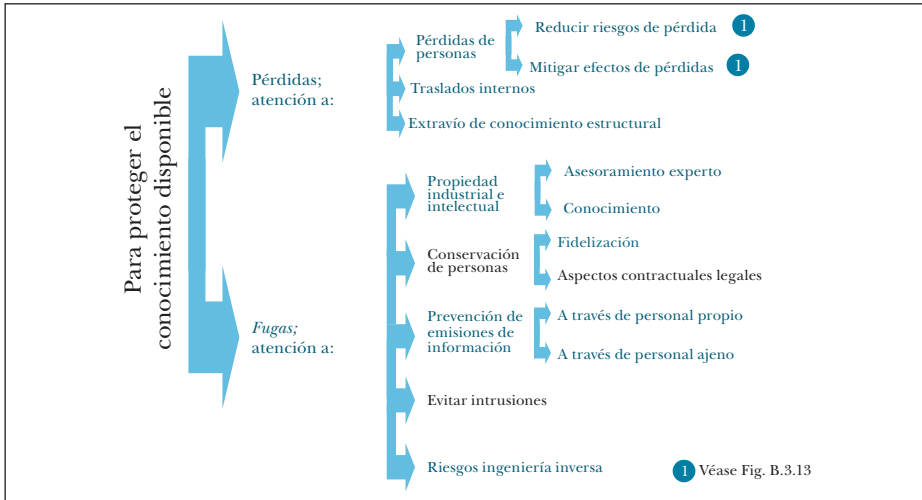 Para proteger el
conocimiento disponible
Pérdidas;
atención a:
Pérdidas de
personas
Reducir riesgos de pérdida 1
Mitigar efectos de pérdidas 1
Traslados internos
Extravío de conocimiento estructural
Fugas;
atención a:
Propiedad
industrial e
intelectual
Asesoramiento experto
Conocimiento
Conservación
de personas
Fidelización
Aspectos contractuales legales
Prevención de
emisiones de
información
A través de personal propio
A través de personal ajeno
Evitar intrusiones
Riesgos ingeniería inversa
1 Véase Fig. B.3.13